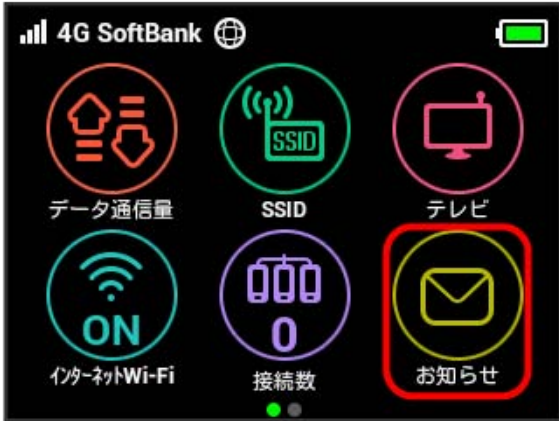 4G SoftBank
SSID
データ通信量
SSID
テレビ
ON
0
インターネットWi-Fi
接続数
お知らせ